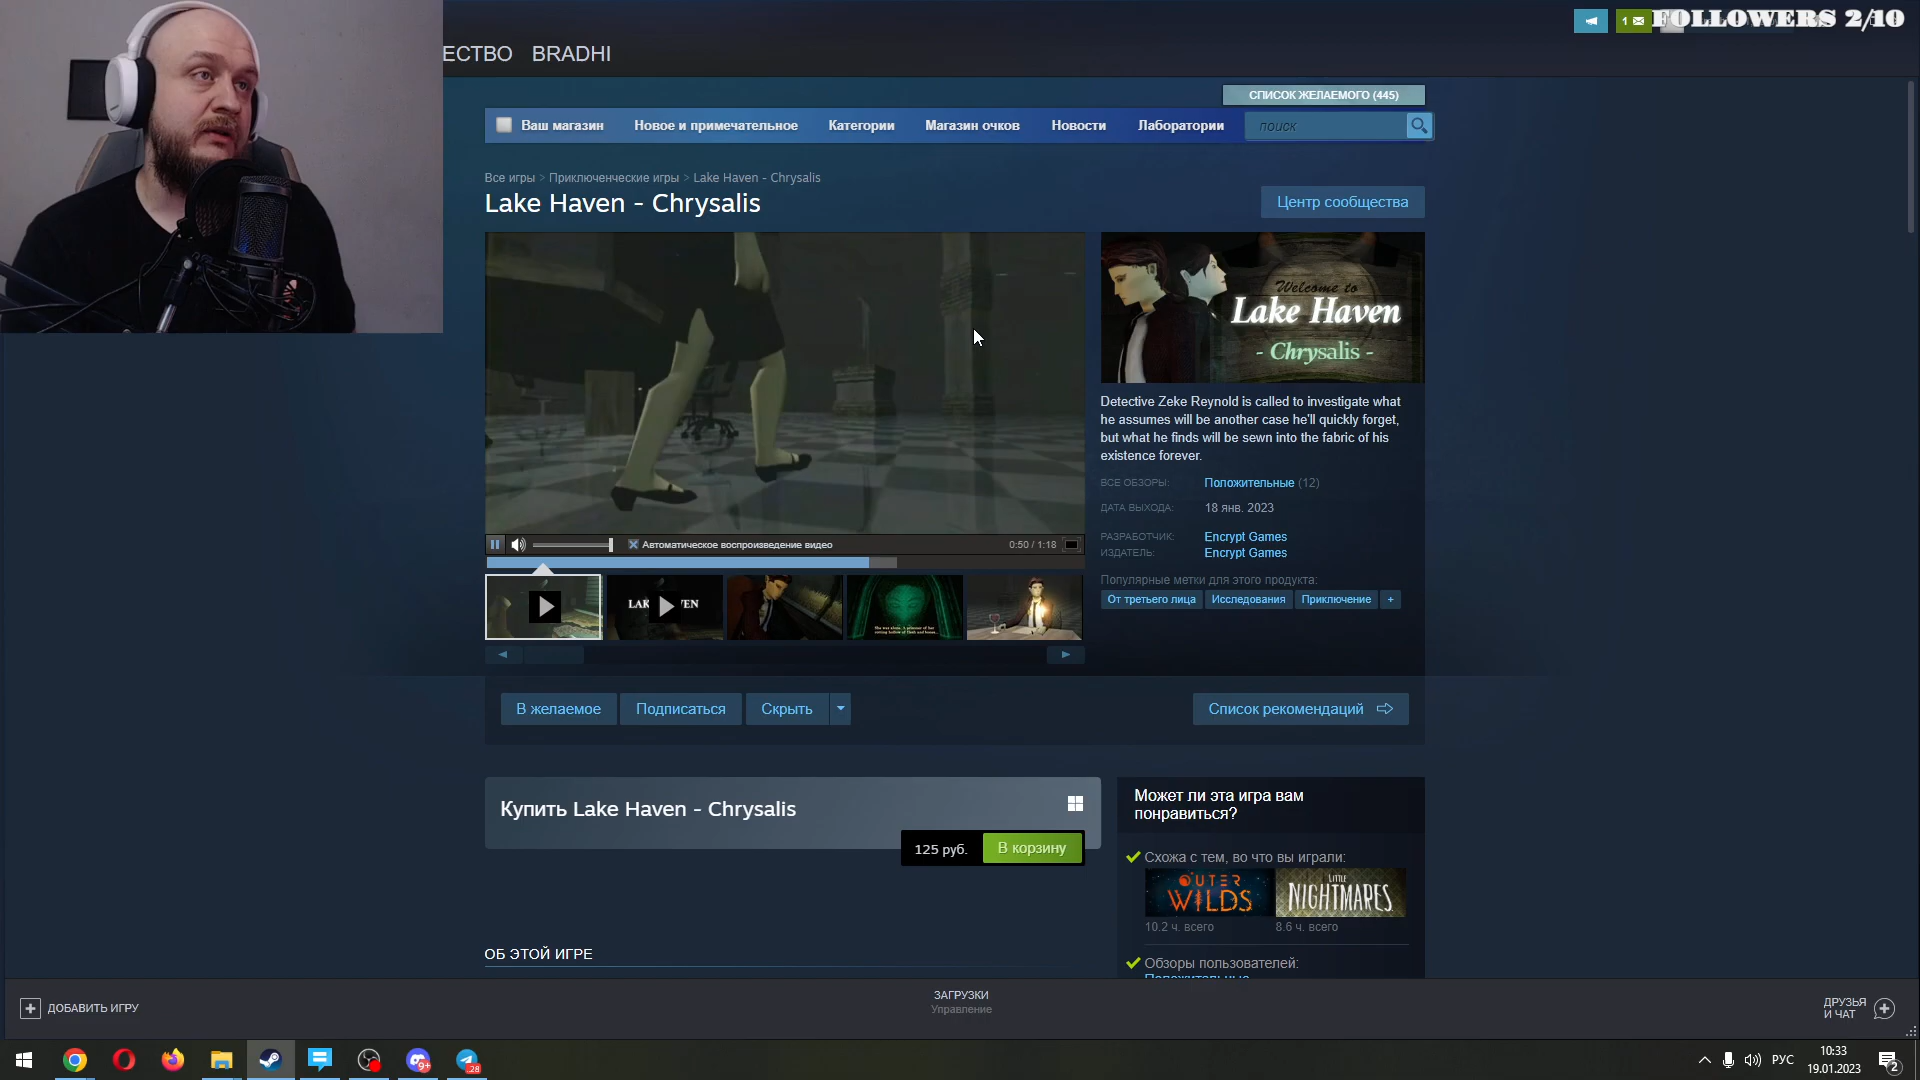 FOLLOWERS 2/10
1
ЕСТВО BRADHI
СПИСОК ЖЕЛАЕМОГО (445)
Ваш магазин Новое и примечательное Категории Магазин очков Новости Лаборатории поиск
Все игры > Приключенческие игры > Lake Haven - Chrysalis
Lake Haven - Chrysalis
Центр сообщества
Welcome to
Lake Haven
- Chrysalis -
Detective Zeke Reynold is called to investigate what
he assumes will be another case he'll quickly forget,
but what he finds will be sewn into the fabric of his
existence forever.
ВСЕ ОБЗОРЫ: Положительные (12)
ДАТА ВЫХОДА: 18 янв. 2023
РАЗРАБОТЧИК: Encrypt Games
ИЗДАТЕЛЬ: Encrypt Games
Популярные метки для этого продукта:
От третьего лица Исследования Приключение +
Автоматическое воспроизведение видео 0:50 / 1:18
В желаемое Подписаться Скрыть Список рекомендаций
Купить Lake Haven - Chrysalis
125 руб. В корзину
Может ли эта игра вам
понравиться?
Схожа с тем, во что вы играли:
OUTER WILDS
LITTLE NIGHTMARES
10.2 ч. всего 8.6 ч. всего
Обзоры пользователей:
Положительные
ОБ ЭТОЙ ИГРЕ
ДОБАВИТЬ ИГРУ
ЗАГРУЗКИ
Управление
ДРУЗЬЯ
И ЧАТ
9+
28
РУС
10:33
19.01.2023
2